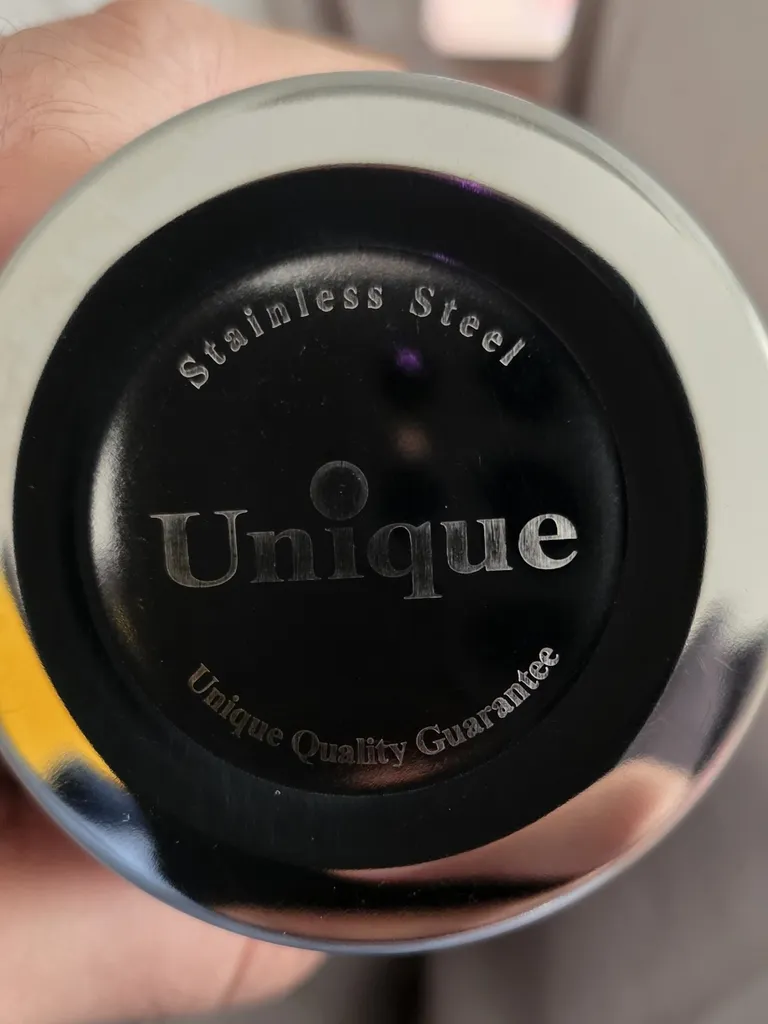 Stainless Steel
Unique
Unique Quality Guarantee